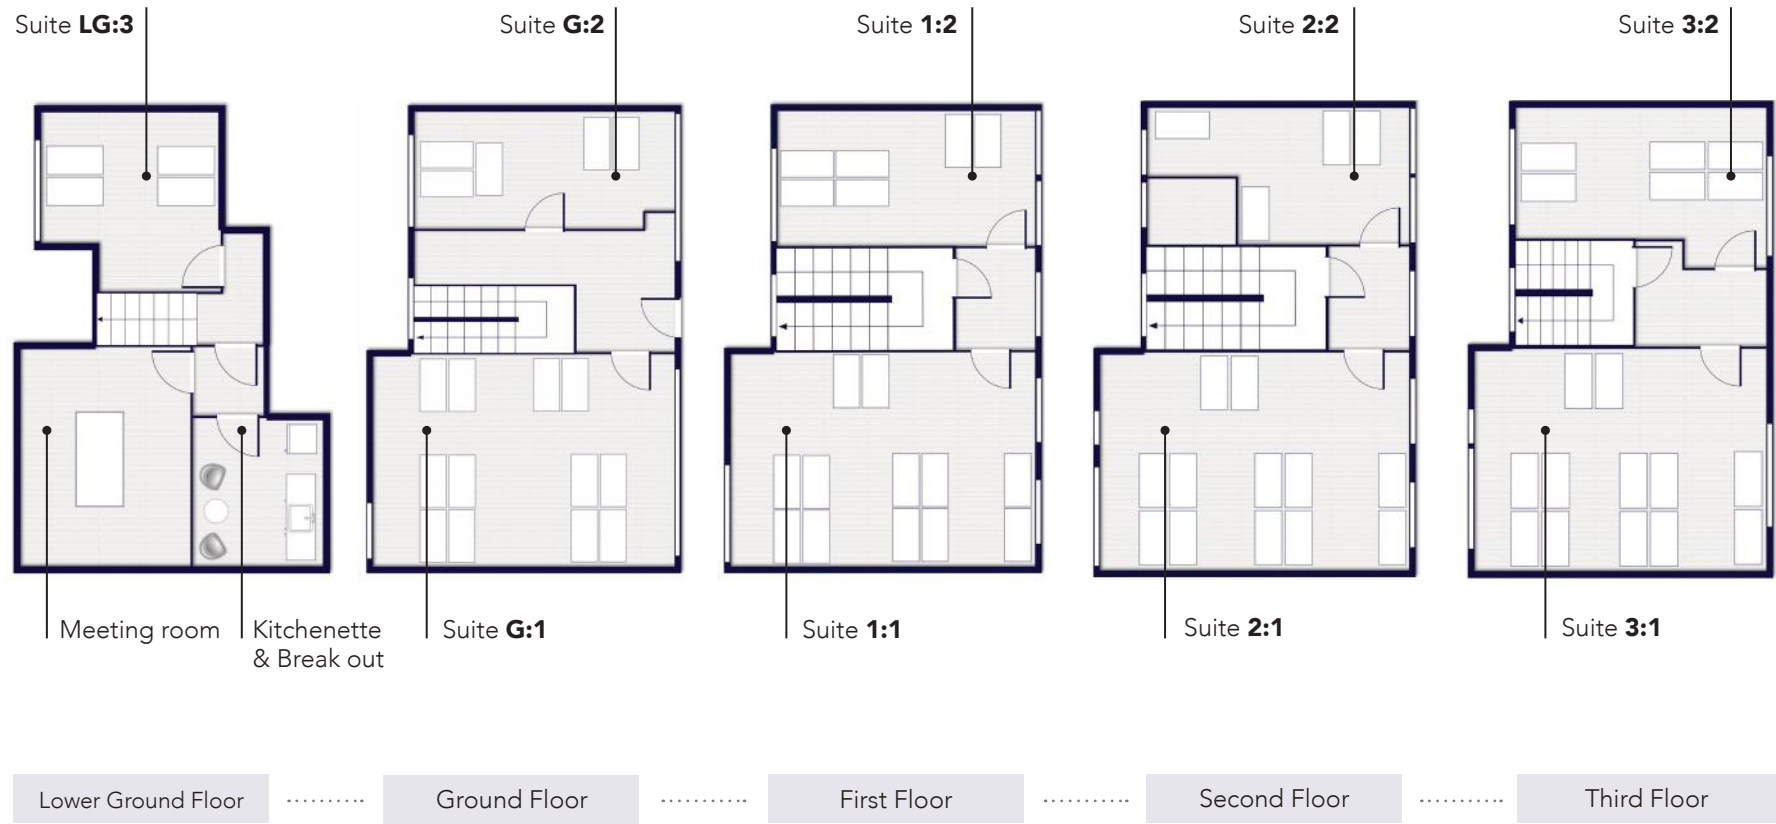 Suite LG:3
Suite G:2
Suite 1:2
Suite 2:2
Suite 3:2
Meeting room
Kitchenette
& Break out
Suite G:1
Suite 1:1
Suite 2:1
Suite 3:1
Lower Ground Floor
Ground Floor
First Floor
Second Floor
Third Floor